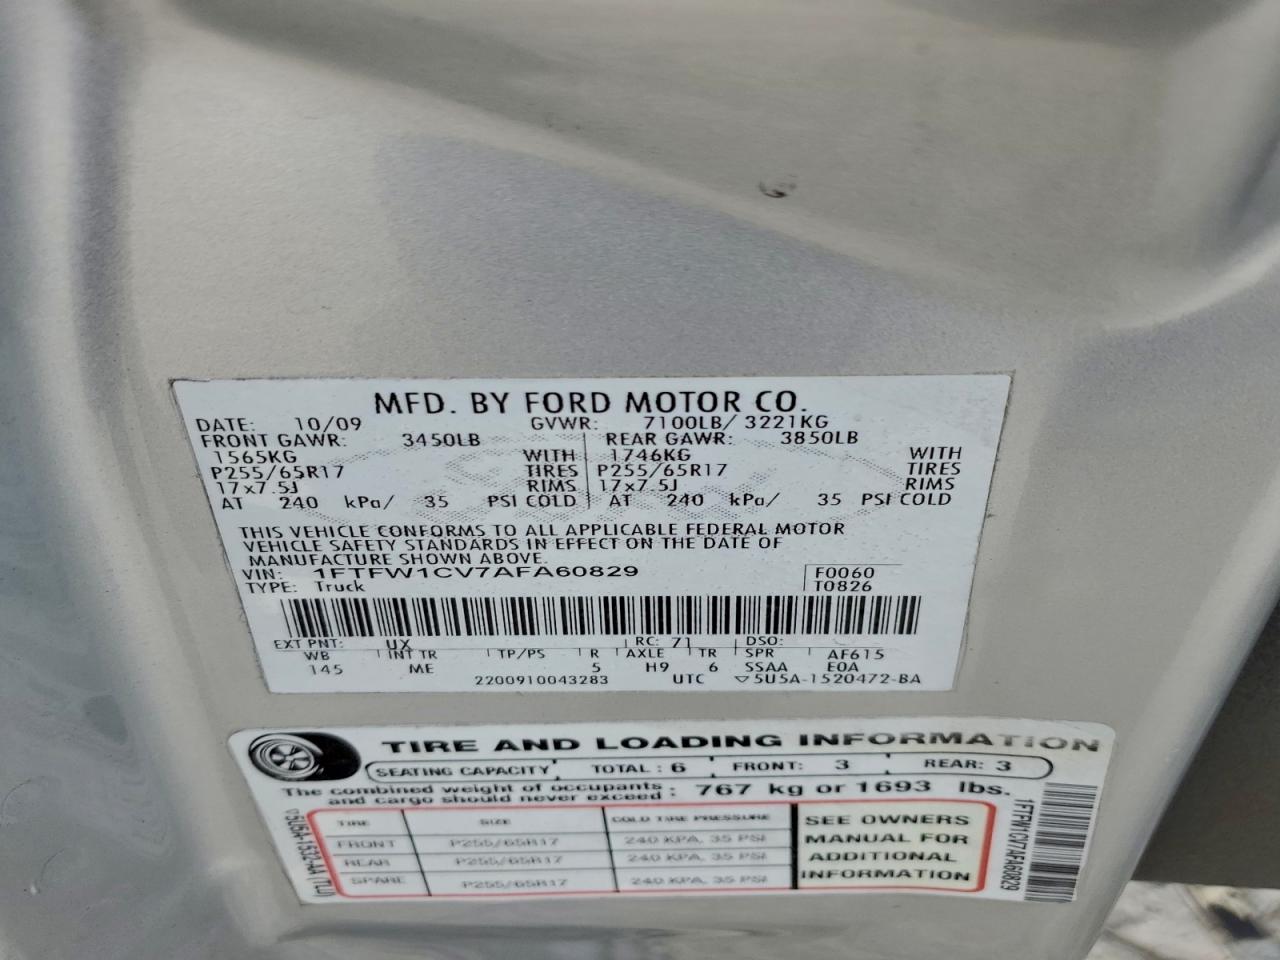 MFD. BY FORD MOTOR CO.
DATE: 10/09 GVWR: 7100LB/ 3221KG
FRONT GAWR: 3450LB REAR GAWR: 3850LB
1565KG WITH 1746KG WITH
P255/65R17 TIRES P255/65R17 TIRES
17x7.5J RIMS 17x7.5J RIMS
AT 240 kPa/ 35 PSI COLD AT 240 kPa/ 35 PSI COLD
THIS VEHICLE CONFORMS TO ALL APPLICABLE FEDERAL MOTOR
VEHICLE SAFETY STANDARDS IN EFFECT ON THE DATE OF
MANUFACTURE SHOWN ABOVE.
VIN: 1FTFW1CV7AFA60829 F0060
TYPE: Truck T0826
EXT PNT: UX RC: 71 DSO:
WB INT TR TP/PS R AXLE TR SPR AF615
145 ME 5 H9 6 SSAA E0A
2200910043283 UTC 5U5A-1520472-BA
TIRE AND LOADING INFORMATION
SEATING CAPACITY TOTAL: 6 FRONT: 3 REAR: 3
The combined weight of occupants
and cargo should never exceed: 767 kg or 1693 lbs.
TIRE SIZE COLD TIRE PRESSURE
FRONT P255/65R17 240 KPA, 35 PSI
REAR P255/65R17 240 KPA, 35 PSI
SPARE P255/65R17 240 KPA, 35 PSI
SEE OWNERS
MANUAL FOR
ADDITIONAL
INFORMATION
1FTFW1CV7AFA60829